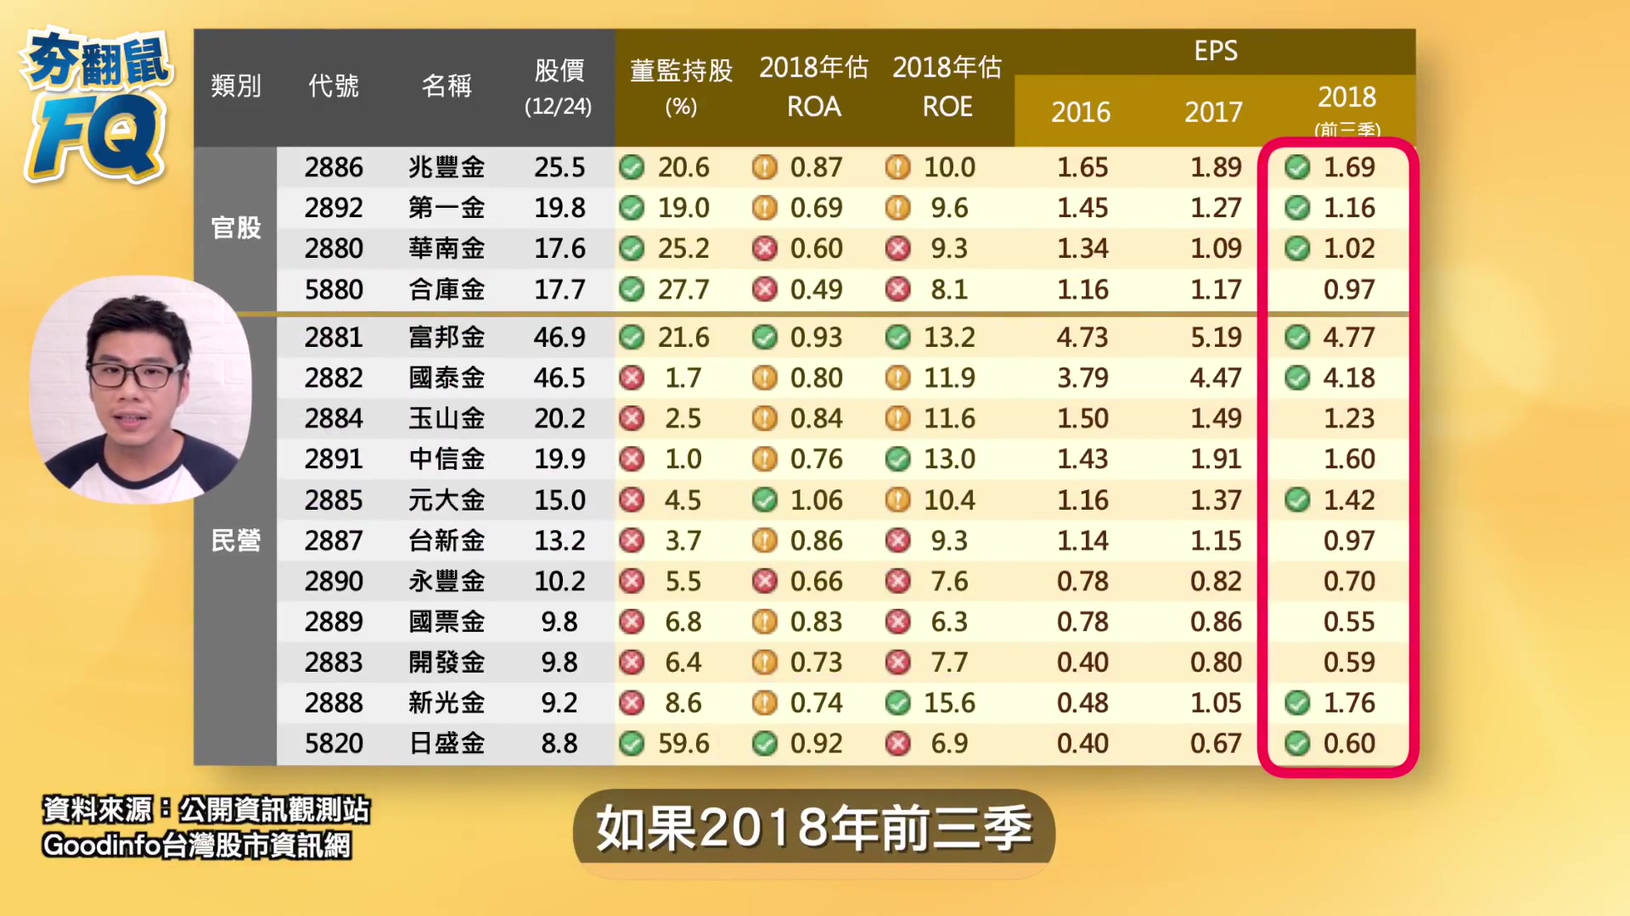 夯翻鼠
FQ
類別 代號 名稱 股價 (12/24) 董監持股 (%) 2018年估 ROA 2018年估 ROE EPS
2016 2017 2018 (前三季)
官股
2886 兆豐金 25.5 20.6 0.87 10.0 1.65 1.89 1.69
2892 第一金 19.8 19.0 0.69 9.6 1.45 1.27 1.16
2880 華南金 17.6 25.2 0.60 9.3 1.34 1.09 1.02
5880 合庫金 17.7 27.7 0.49 8.1 1.16 1.17 0.97
民營
2881 富邦金 46.9 21.6 0.93 13.2 4.73 5.19 4.77
2882 國泰金 46.5 1.7 0.80 11.9 3.79 4.47 4.18
2884 玉山金 20.2 2.5 0.84 11.6 1.50 1.49 1.23
2891 中信金 19.9 1.0 0.76 13.0 1.43 1.91 1.60
2885 元大金 15.0 4.5 1.06 10.4 1.16 1.37 1.42
2887 台新金 13.2 3.7 0.86 9.3 1.14 1.15 0.97
2890 永豐金 10.2 5.5 0.66 7.6 0.78 0.82 0.70
2889 國票金 9.8 6.8 0.83 6.3 0.78 0.86 0.55
2883 開發金 9.8 6.4 0.73 7.7 0.40 0.80 0.59
2888 新光金 9.2 8.6 0.74 15.6 0.48 1.05 1.76
5820 日盛金 8.8 59.6 0.92 6.9 0.40 0.67 0.60
資料來源：公開資訊觀測站
Goodinfo台灣股市資訊網
如果2018年前三季